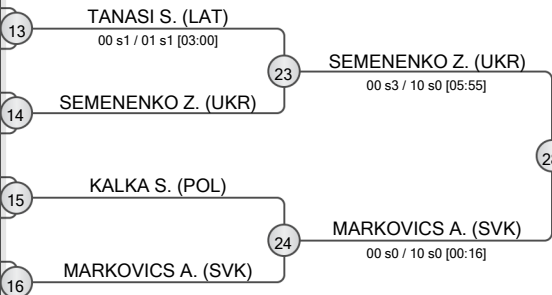 13
TANASI S. (LAT)
00 s1 / 01 s1 [03:00]
23
SEMENENKO Z. (UKR)
00 s3 / 10 s0 [05:55]
14
SEMENENKO Z. (UKR)
15
KALKA S. (POL)
24
MARKOVICS A. (SVK)
00 s0 / 10 s0 [00:16]
16
MARKOVICS A. (SVK)